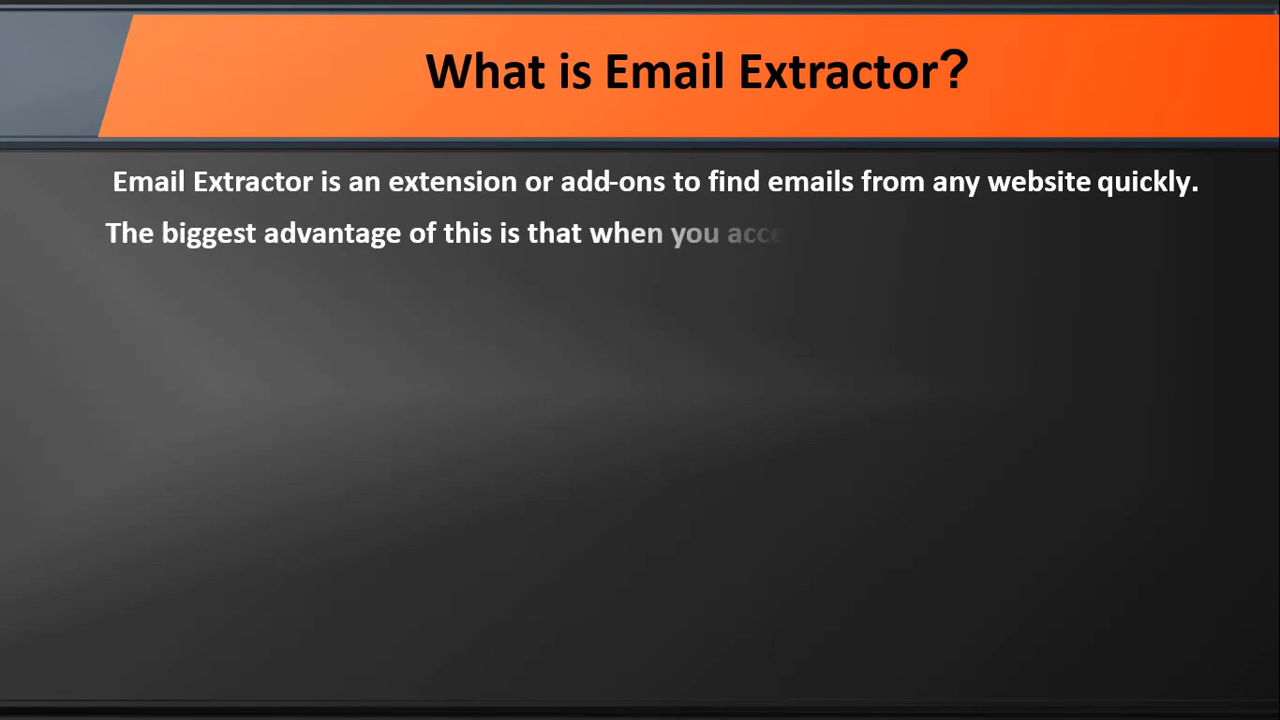 What is Email Extractor?
Email Extractor is an extension or add-ons to find emails from any website quickly.
The biggest advantage of this is that when you